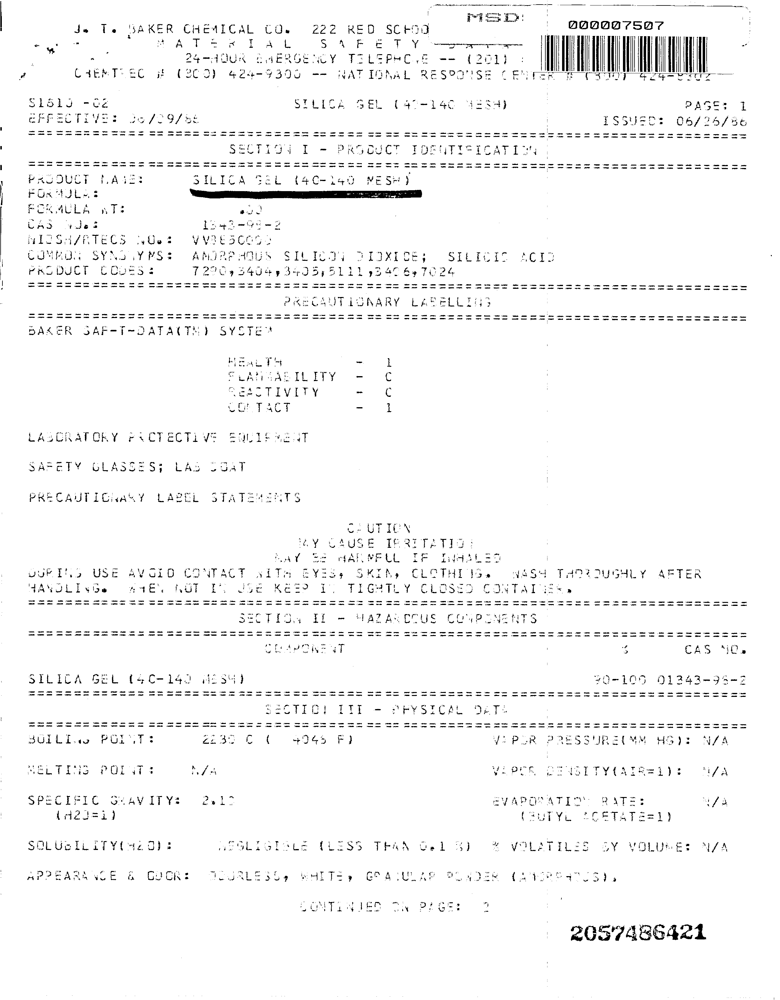 MSD
000007507
J. T. BAKER CHEMICAL CO. 222 RED SCHOO
MATERIAL SAFETY
24-HOUR EMERGENCY TELEPHONE -- (201)
CHEMTREC # (800) 424-9300 -- NATIONAL RESPONSE CENTER # (800) 424-8802
S1610 -02 SILICA GEL (40-140 MESH) PAGE: 1
EFFECTIVE: ISSUED: 06/26/86
SECTION I - PRODUCT IDENTIFICATION
PRODUCT NAME: SILICA GEL (40-140 MESH)
FORMULA:
FORMULA WT: .00
CAS NO.: 1343-98-2
NIOSH/RTECS NO.:
COMMON SYNONYMS: AMORPHOUS SILICON DIOXIDE; SILICIC ACID
PRODUCT CODES: 7290,3404,3405,5111,3406,7024
PRECAUTIONARY LABELLING
BAKER SAF-T-DATA(TM) SYSTEM
HEALTH - 1
FLAMMABILITY - 0
REACTIVITY - 0
CONTACT - 1
LABORATORY PROTECTIVE EQUIPMENT
SAFETY GLASSES; LAB COAT
PRECAUTIONARY LABEL STATEMENTS
CAUTION
MAY CAUSE IRRITATION
MAY BE HARMFUL IF INHALED
DURING USE AVOID CONTACT WITH EYES, SKIN, CLOTHING. WASH THOROUGHLY AFTER
HANDLING. WHEN NOT IN USE KEEP IN TIGHTLY CLOSED CONTAINER.
SECTION II - HAZARDOUS COMPONENTS
COMPONENT % CAS NO.
SILICA GEL (40-140 MESH) 90-100 01343-98-2
SECTION III - PHYSICAL DATA
BOILING POINT: 2230 C ( 4046 F) VAPOR PRESSURE(MM HG): N/A
MELTING POINT: N/A VAPOR DENSITY(AIR=1): N/A
SPECIFIC GRAVITY: 2.10 EVAPORATION RATE: N/A
(H2O=1) (BUTYL ACETATE=1)
SOLUBILITY(H2O): NEGLIGIBLE (LESS THAN 0.1 %) % VOLATILES BY VOLUME: N/A
APPEARANCE & ODOR: ODORLESS, WHITE, GRANULAR POWDER (AMORPHOUS).
CONTINUED ON PAGE: 2
2057486421